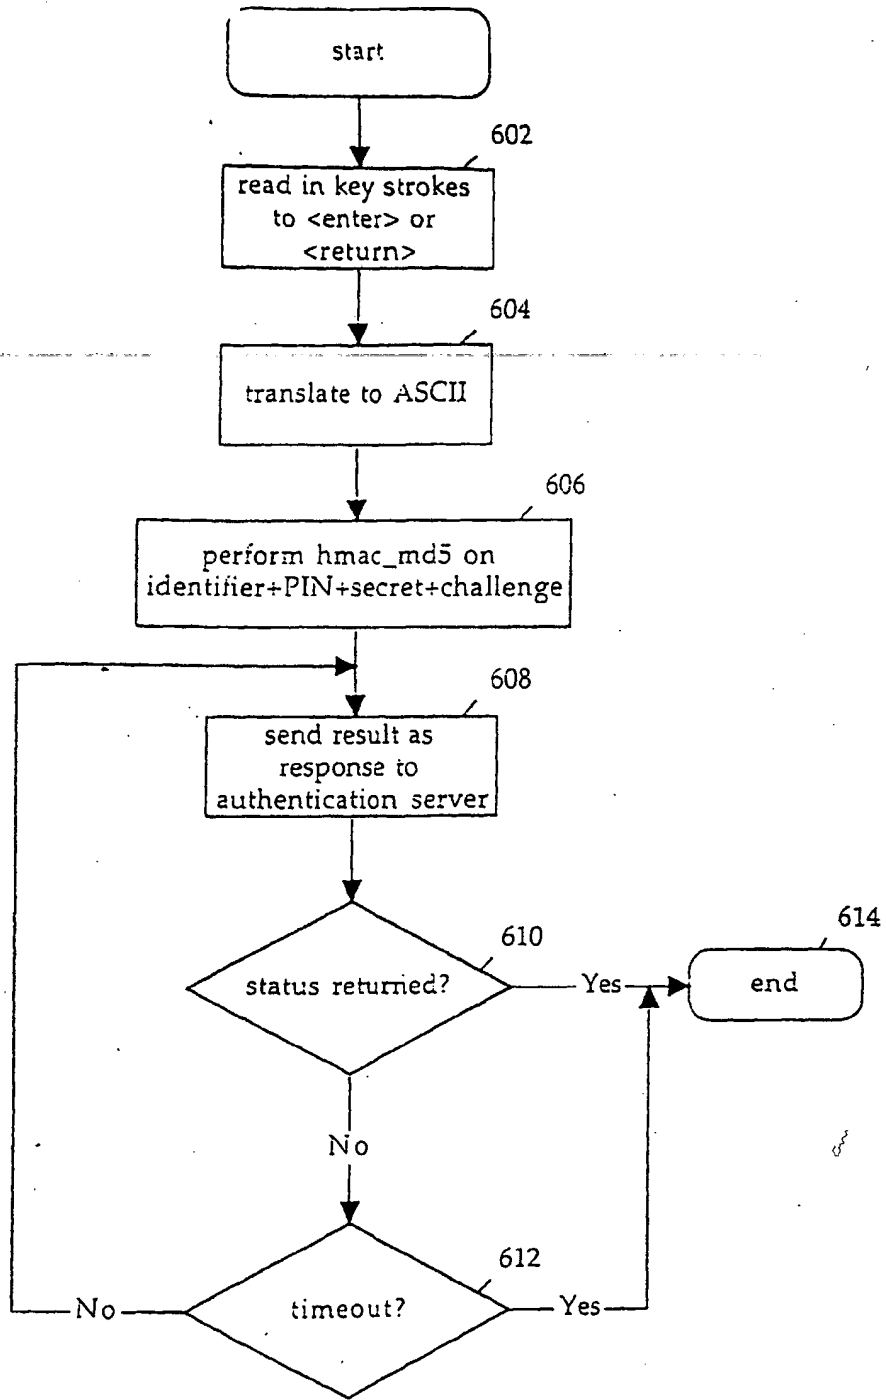 start
602
read in key strokes
to <enter> or
<return>
604
translate to ASCII
606
perform hmac_md5 on
identifier+PIN+secret+challenge
608
send result as
response to
authentication server
610
status returned?
Yes
614
end
No
612
timeout?
No
Yes